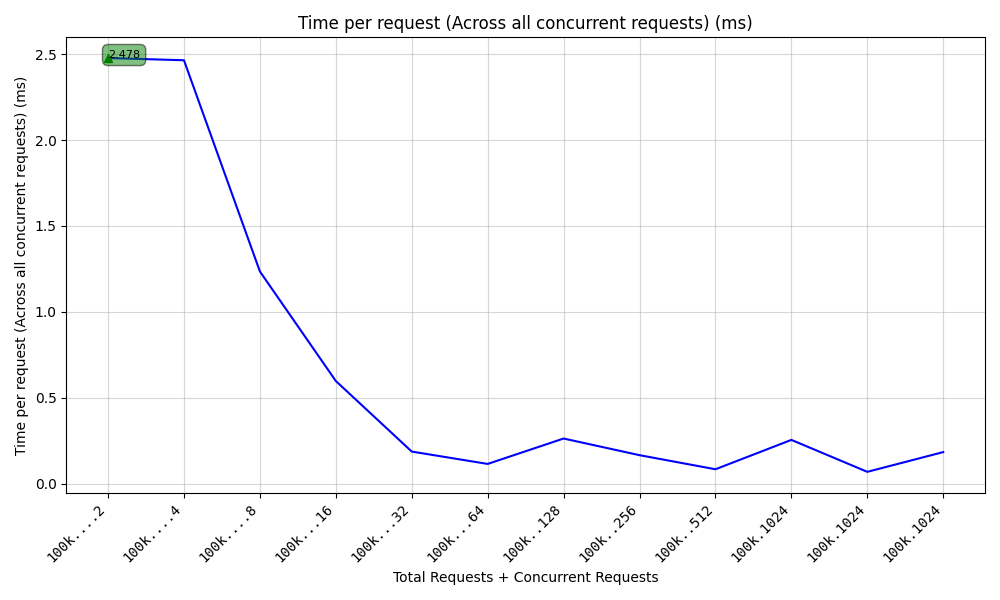 Time per request (Across all concurrent requests) (ms)
Time per request (Across all concurrent requests) (ms)
2.5
2.0
1.5
1.0
0.5
0.0
2.478
100k....2
100k....4
100k....8
100k...16
100k...32
100k...64
100k..128
100k..256
100k..512
100k.1024
100k.1024
100k.1024
Total Requests + Concurrent Requests